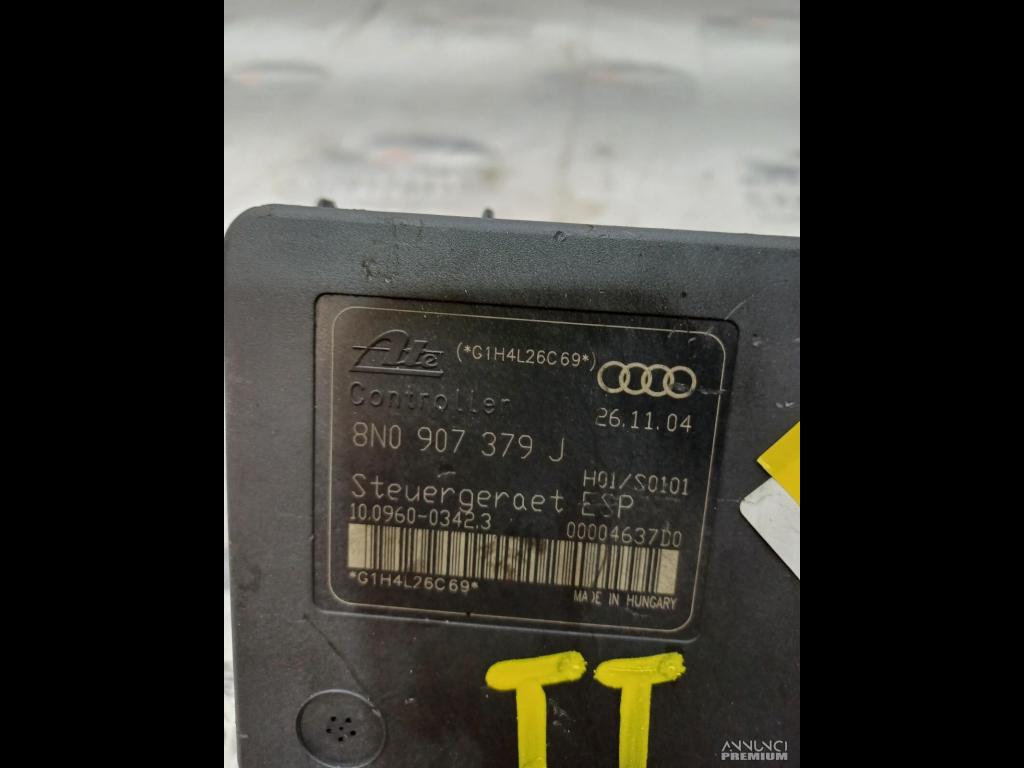 Ate (*G1H4L26C69*)
Controller 26.11.04
8N0 907 379 J
H01/S0101
Steuergeraet ESP
10.0960-0342.3 00004637D0
*G1H4L26C69*
MADE IN HUNGARY
TT
ANNUNCI
PREMIUM